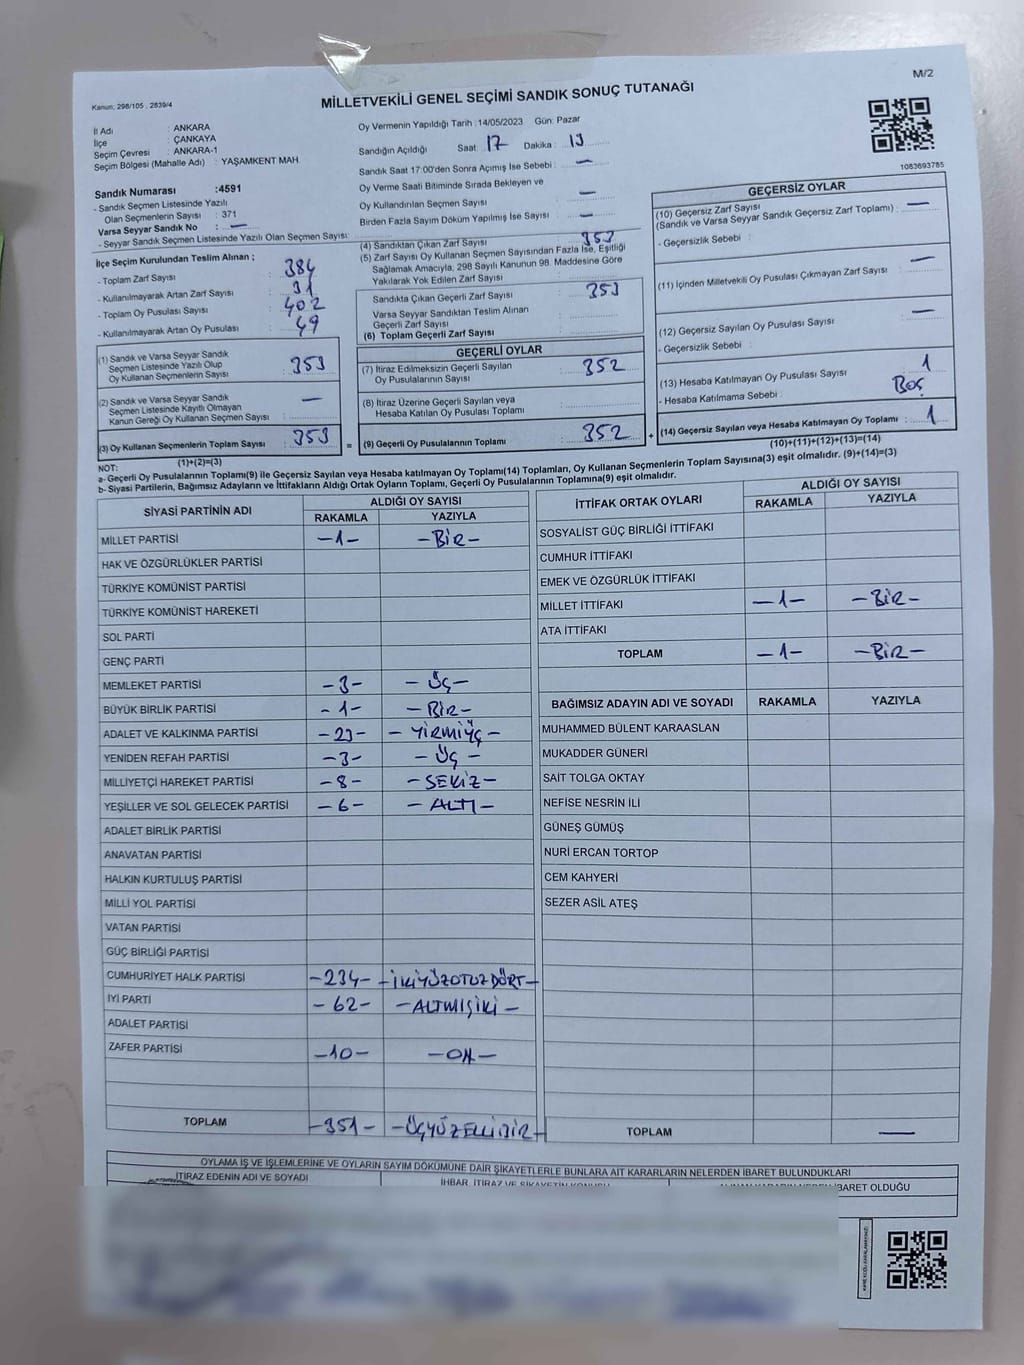 M/2
Kanun; 298/105 , 2839/4
MİLLETVEKİLİ GENEL SEÇİMİ SANDIK SONUÇ TUTANAĞI
İl Adı : ANKARA
İlçe : ÇANKAYA
Seçim Çevresi : ANKARA-1
Seçim Bölgesi (Mahalle Adı) : YAŞAMKENT MAH.
Sandık Numarası :4591
- Sandık Seçmen Listesinde Yazılı
Olan Seçmenlerin Sayısı : 371
Varsa Seyyar Sandık No : —
- Seyyar Sandık Seçmen Listesinde Yazılı Olan Seçmen Sayısı:
Oy Vermenin Yapıldığı Tarih :14/05/2023 Gün: Pazar
Sandığın Açıldığı Saat 17 Dakika : 13
Sandık Saat 17:00'den Sonra Açımış İse Sebebi : —
Oy Verme Saati Bitiminde Sırada Bekleyen ve
Oy Kullandırılan Seçmen Sayısı : —
Birden Fazla Sayım Döküm Yapılmış İse Sayısı : —
1083693785
İlçe Seçim Kurulundan Teslim Alınan ;
- Toplam Zarf Sayısı : 384
- Kullanılmayarak Artan Zarf Sayısı : 31
- Toplam Oy Pusulası Sayısı : 402
- Kullanılmayarak Artan Oy Pusulası : 49
(1) Sandık ve Varsa Seyyar Sandık
Seçmen Listesinde Yazılı Olup
Oy Kullanan Seçmenlerin Sayısı : 353
(2) Sandık ve Varsa Seyyar Sandık
Seçmen Listesinde Kayıtlı Olmayan
Kanun Gereği Oy Kullanan Seçmen Sayısı : —
(3) Oy Kullanan Seçmenlerin Toplam Sayısı : 353
(1)+(2)=(3)
(4) Sandıktan Çıkan Zarf Sayısı : 353
(5) Zarf Sayısı Oy Kullanan Seçmen Sayısından Fazla İse, Eşitliği
Sağlamak Amacıyla, 298 Sayılı Kanunun 98. Maddesine Göre
Yakılarak Yok Edilen Zarf Sayısı :
Sandıkta Çıkan Geçerli Zarf Sayısı : 353
Varsa Seyyar Sandıktan Teslim Alınan
Geçerli Zarf Sayısı :
(6) Toplam Geçerli Zarf Sayısı :
GEÇERLİ OYLAR
(7) İtiraz Edilmeksizin Geçerli Sayılan
Oy Pusulalarının Sayısı : 352
(8) İtiraz Üzerine Geçerli Sayılan veya
Hesaba Katılan Oy Pusulası Toplamı :
= (9) Geçerli Oy Pusulalarının Toplamı : 352 +
GEÇERSİZ OYLAR
(10) Geçersiz Zarf Sayısı
(Sandık ve Varsa Seyyar Sandık Geçersiz Zarf Toplamı) : —
- Geçersizlik Sebebi :
(11) İçinden Milletvekili Oy Pusulası Çıkmayan Zarf Sayısı : —
(12) Geçersiz Sayılan Oy Pusulası Sayısı : —
- Geçersizlik Sebebi :
(13) Hesaba Katılmayan Oy Pusulası Sayısı : 1
- Hesaba Katılmama Sebebi : Boş
(14) Geçersiz Sayılan veya Hesaba Katılmayan Oy Toplamı : 1
(10)+(11)+(12)+(13)=(14)
NOT:
a- Geçerli Oy Pusulalarının Toplamı(9) ile Geçersiz Sayılan veya Hesaba katılmayan Oy Toplamı(14) Toplamları, Oy Kullanan Seçmenlerin Toplam Sayısına(3) eşit olmalıdır. (9)+(14)=(3)
b- Siyasi Partilerin, Bağımsız Adayların ve İttifakların Aldığı Ortak Oyların Toplamı, Geçerli Oy Pusulalarının Toplamına(9) eşit olmalıdır.
SİYASİ PARTİNİN ADI ALDIĞI OY SAYISI
RAKAMLA YAZIYLA
MİLLET PARTİSİ -1- -BİR-
HAK VE ÖZGÜRLÜKLER PARTİSİ
TÜRKİYE KOMÜNİST PARTİSİ
TÜRKİYE KOMÜNİST HAREKETİ
SOL PARTİ
GENÇ PARTİ
MEMLEKET PARTİSİ -3- -ÜÇ-
BÜYÜK BİRLİK PARTİSİ -1- -BİR-
ADALET VE KALKINMA PARTİSİ -23- -YİRMİÜÇ-
YENİDEN REFAH PARTİSİ -3- -ÜÇ-
MİLLİYETÇİ HAREKET PARTİSİ -8- -SEKİZ-
YEŞİLLER VE SOL GELECEK PARTİSİ -6- -ALTI-
ADALET BİRLİK PARTİSİ
ANAVATAN PARTİSİ
HALKIN KURTULUŞ PARTİSİ
MİLLİ YOL PARTİSİ
VATAN PARTİSİ
GÜÇ BİRLİĞİ PARTİSİ
CUMHURİYET HALK PARTİSİ -234- -İKİYÜZOTUZDÖRT-
İYİ PARTİ -62- -ALTMIŞİKİ-
ADALET PARTİSİ
ZAFER PARTİSİ -10- -ON-
TOPLAM -351- -ÜÇYÜZELLİBİR-
İTTİFAK ORTAK OYLARI ALDIĞI OY SAYISI
RAKAMLA YAZIYLA
SOSYALİST GÜÇ BİRLİĞİ İTTİFAKI
CUMHUR İTTİFAKI
EMEK VE ÖZGÜRLÜK İTTİFAKI
MİLLET İTTİFAKI -1- -BİR-
ATA İTTİFAKI
TOPLAM -1- -BİR-
BAĞIMSIZ ADAYIN ADI VE SOYADI RAKAMLA YAZIYLA
MUHAMMED BÜLENT KARAASLAN
MUKADDER GÜNERİ
SAİT TOLGA OKTAY
NEFİSE NESRİN İLİ
GÜNEŞ GÜMÜŞ
NURİ ERCAN TORTOP
CEM KAHYERİ
SEZER ASİL ATEŞ
TOPLAM —
OYLAMA İŞ VE İŞLEMLERİNE VE OYLARIN SAYIM DÖKÜMÜNE DAİR ŞİKAYETLERLE BUNLARA AİT KARARLARIN NELERDEN İBARET BULUNDUKLARI
İTİRAZ EDENİN ADI VE SOYADI İHBAR, İTİRAZ VE ŞİKAYETİN KONUSU İBARET OLDUĞU